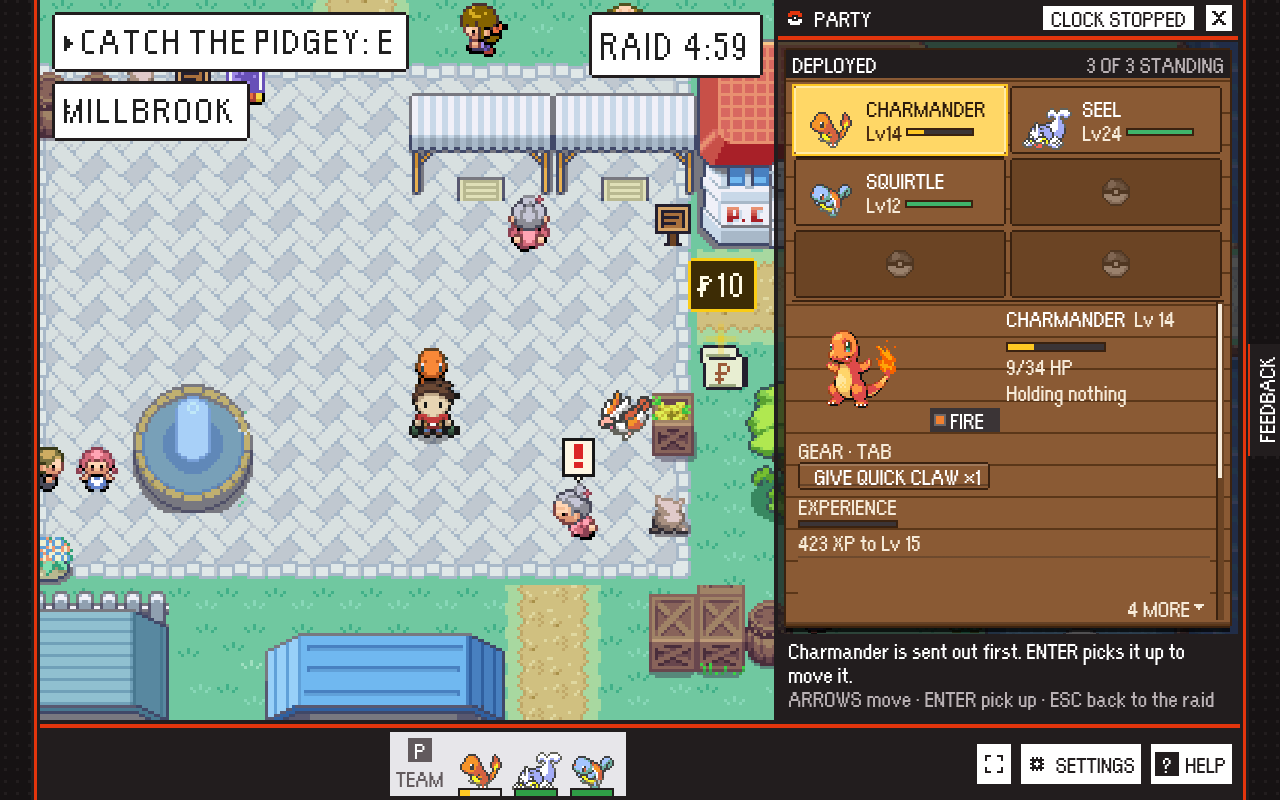 ▸CATCH THE PIDGEY: E
RAID 4:59
MILLBROOK
P.C
₽10
₽
!
PARTY
CLOCK STOPPED
X
DEPLOYED
3 OF 3 STANDING
CHARMANDER
Lv14
SEEL
Lv24
SQUIRTLE
Lv12
CHARMANDER Lv 14
9/34 HP
Holding nothing
FIRE
GEAR · TAB
GIVE QUICK CLAW ×1
EXPERIENCE
423 XP to Lv 15
4 MORE
Charmander is sent out first. ENTER picks it up to
move it.
ARROWS move · ENTER pick up · ESC back to the raid
FEEDBACK
P
TEAM
SETTINGS
? HELP